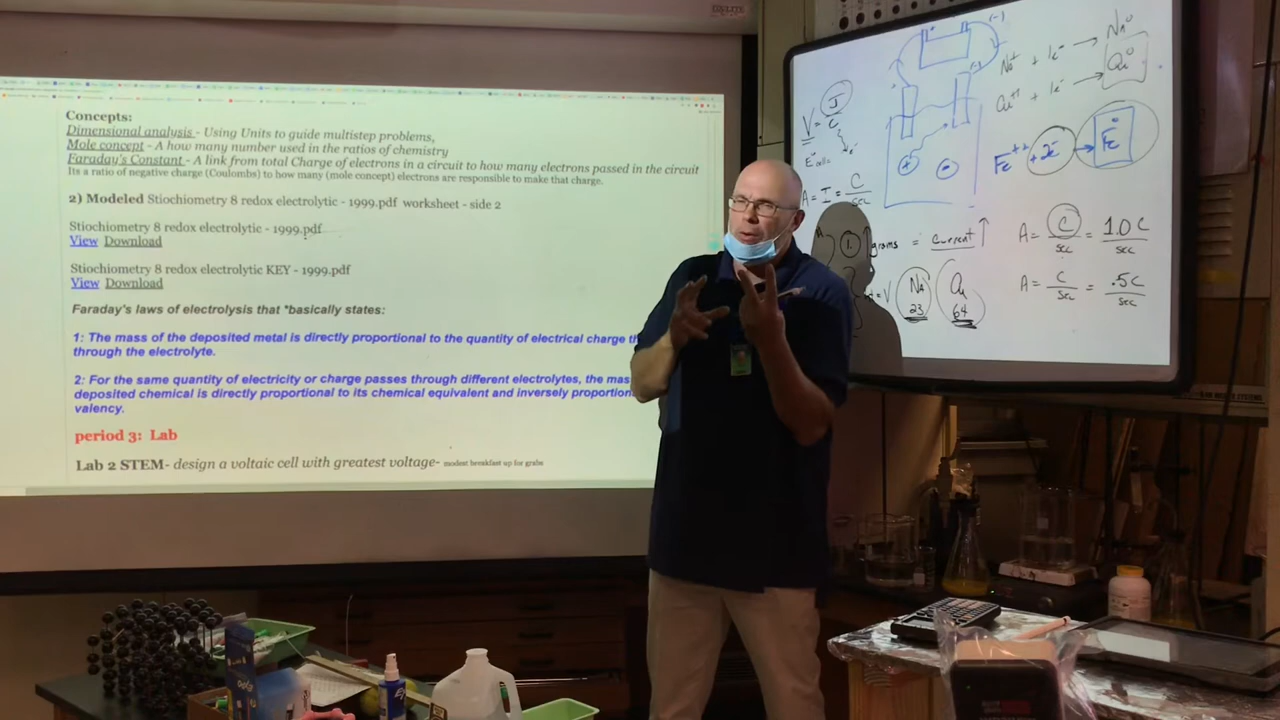 Concepts:
Dimensional analysis - Using Units to guide multistep problems,
Mole concept - A how many number used in the ratios of chemistry
Faraday's Constant - A link from total Charge of electrons in a circuit to how many electrons passed in the circuit
Its a ratio of negative charge (Coulombs) to how many (mole concept) electrons are responsible to make that charge.
2) Modeled Stiochiometry 8 redox electrolytic - 1999.pdf worksheet - side 2
Stiochiometry 8 redox electrolytic - 1999.pdf
View Download
Stiochiometry 8 redox electrolytic KEY - 1999.pdf
View Download
Faraday's laws of electrolysis that *basically states:
1: The mass of the deposited metal is directly proportional to the quantity of electrical charge
through the electrolyte.
2: For the same quantity of electricity or charge passes through different electrolytes, the
deposited chemical is directly proportional to its chemical equivalent and inversely
valency.
period 3: Lab
Lab 2 STEM- design a voltaic cell with greatest voltage- modest breakfast up for grabs
(-)
Na+ + 1e- → Na°
+ 1e- →
Fe++ + 2e- → Fe°
V = J/C
E°cell
e-
+ -
A = I = C/sec
grams = current ↑
A = C/sec = 1.0 C/sec
A = C/sec = .5C/sec
Na
23
64